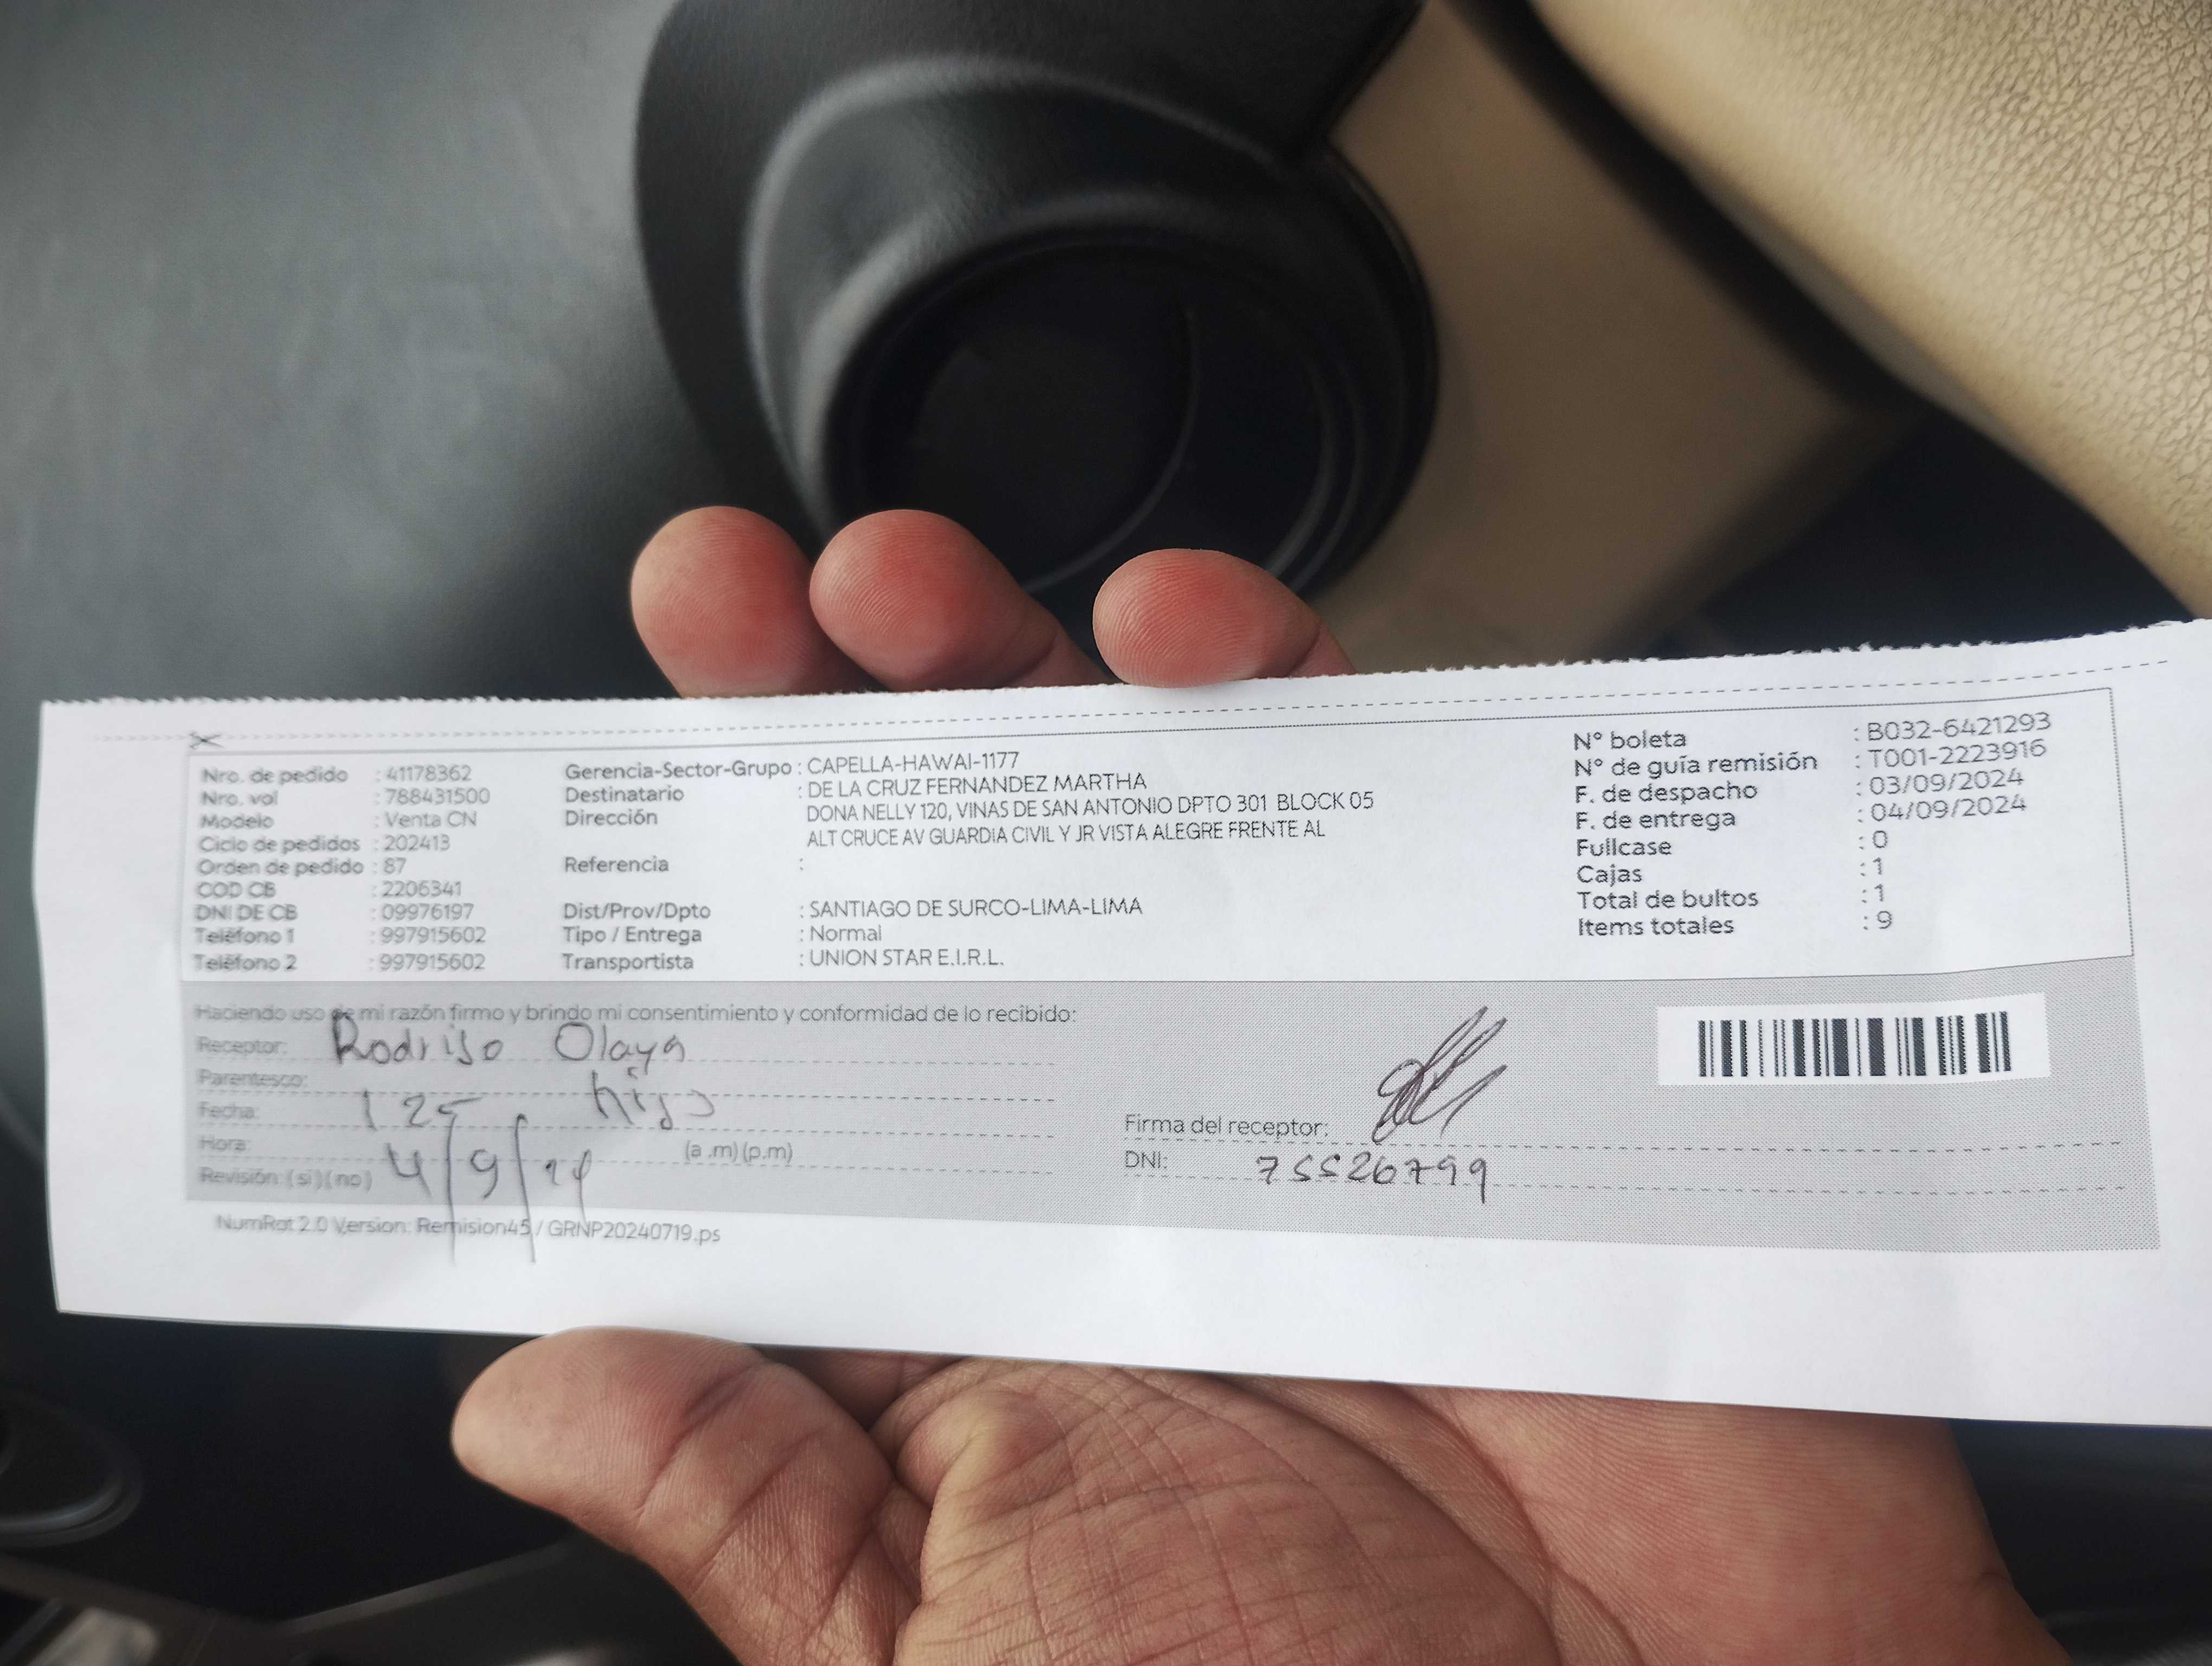 Nro. de pedido : 41178362
Nro. vol : 788431500
Modelo : Venta CN
Ciclo de pedidos : 202413
Orden de pedido : 87
COD CB : 2206341
DNI DE CB : 09976197
Teléfono 1 : 997915602
Teléfono 2 : 997915602
Gerencia-Sector-Grupo : CAPELLA-HAWAI-1177
Destinatario : DE LA CRUZ FERNANDEZ MARTHA
Dirección DONA NELLY 120, VINAS DE SAN ANTONIO DPTO 301 BLOCK 05
ALT CRUCE AV GUARDIA CIVIL Y JR VISTA ALEGRE FRENTE AL
Referencia :
Dist/Prov/Dpto : SANTIAGO DE SURCO-LIMA-LIMA
Tipo / Entrega : Normal
Transportista : UNION STAR E.I.R.L.
N° boleta : B032-6421293
N° de guía remisión : T001-2223916
F. de despacho : 03/09/2024
F. de entrega : 04/09/2024
Fullcase : 0
Cajas : 1
Total de bultos : 1
Items totales : 9
Haciendo uso de mi razón firmo y brindo mi consentimiento y conformidad de lo recibido:
Receptor: Rodrigo Olaya
Parentesco: hijo
Fecha: 125
Hora: (a .m) (p.m)
Revisión: (si) (no) 4/9/24
Firma del receptor:
DNI: 75526799
NumRot 2.0 Version: Remision45 / GRNP20240719.ps